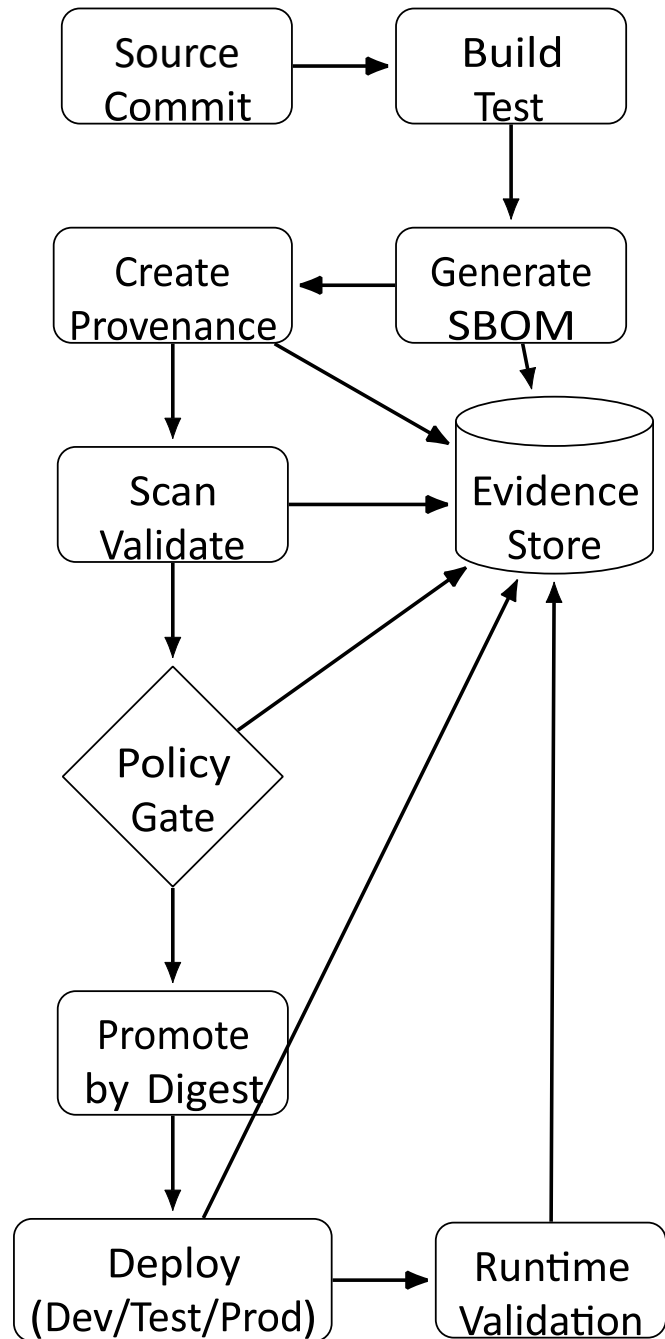 Source
Commit
Build
Test
Create
Provenance
Generate
SBOM
Scan
Validate
Evidence
Store
Policy
Gate
Promote
by Digest
Deploy
(Dev/Test/Prod)
Runtime
Validation